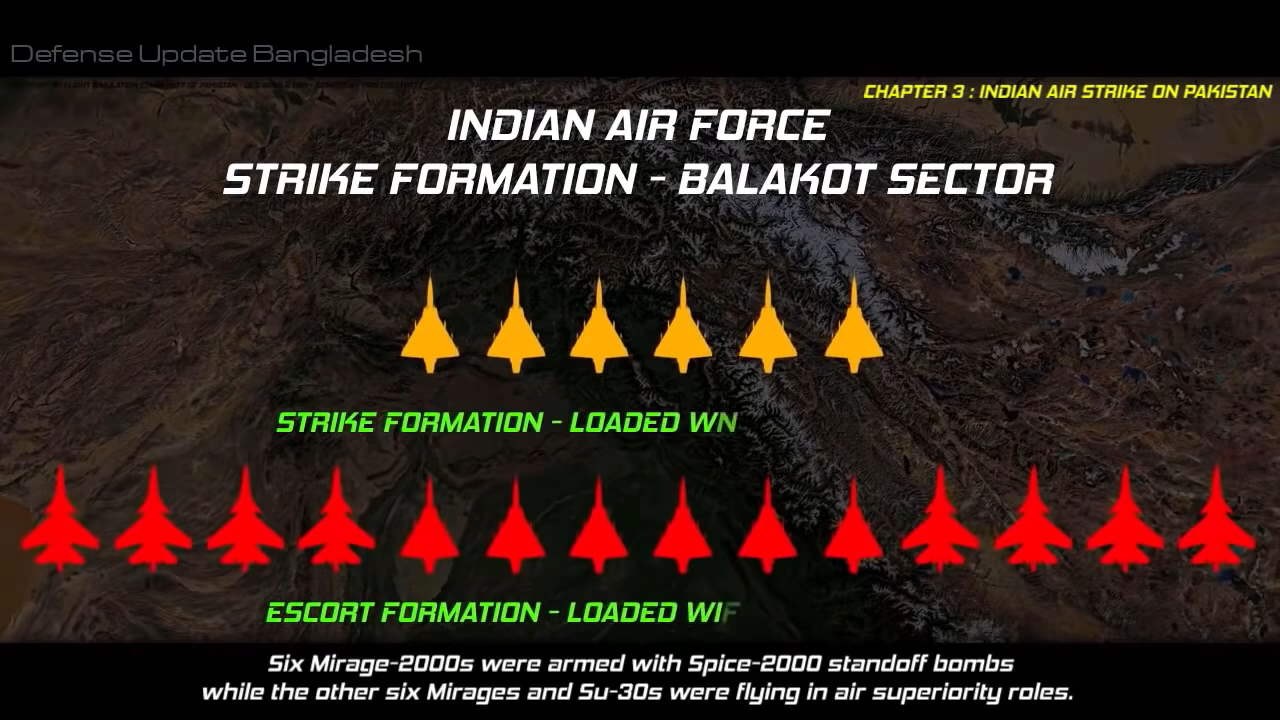 Defense Update Bangladesh
CHAPTER 3 : INDIAN AIR STRIKE ON PAKISTAN
INDIAN AIR FORCE
STRIKE FORMATION - BALAKOT SECTOR
STRIKE FORMATION - LOADED WN
ESCORT FORMATION - LOADED WIF
Six Mirage-2000s were armed with Spice-2000 standoff bombs
while the other six Mirages and Su-30s were flying in air superiority roles.